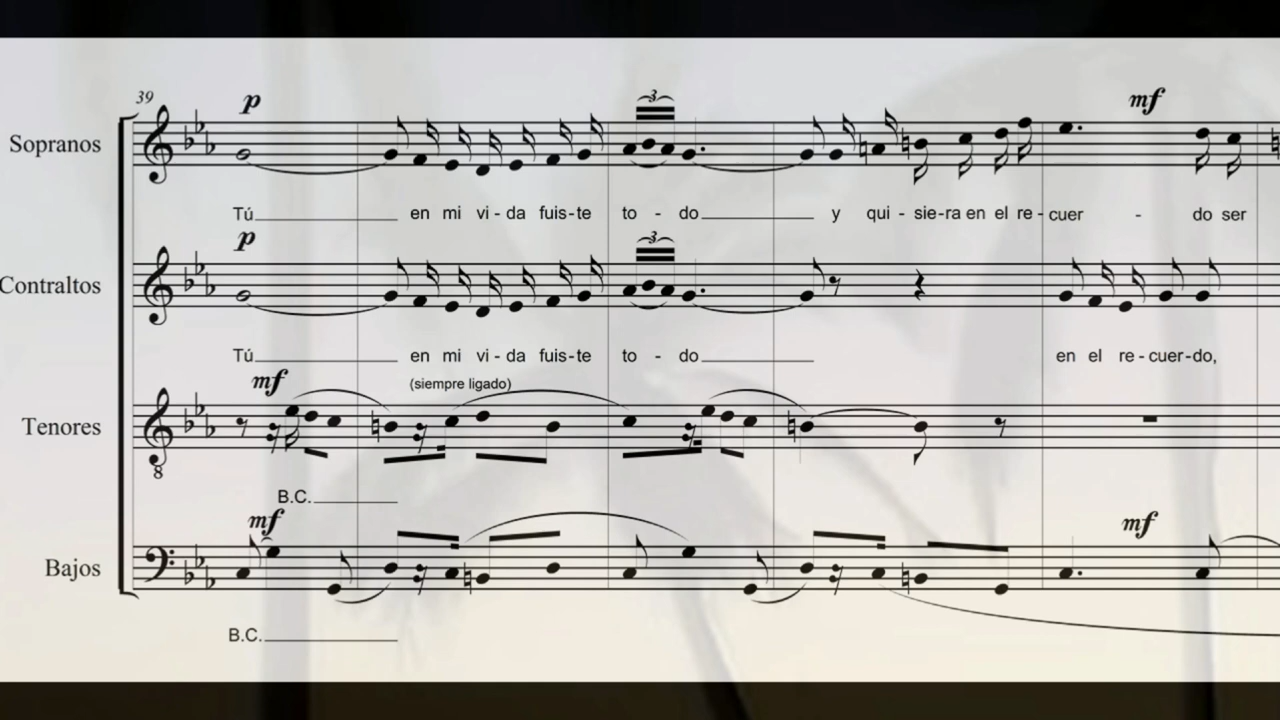 39 p
3
mf
Sopranos
Tú en mi vi-da fuis-te to - do y qui-sie-ra en el re-cuer - do ser
p
3
Contraltos
Tú en mi vi-da fuis-te to - do en el re-cuer-do,
mf (siempre ligado)
Tenores
8
B.C.
mf
mf
Bajos
B.C.